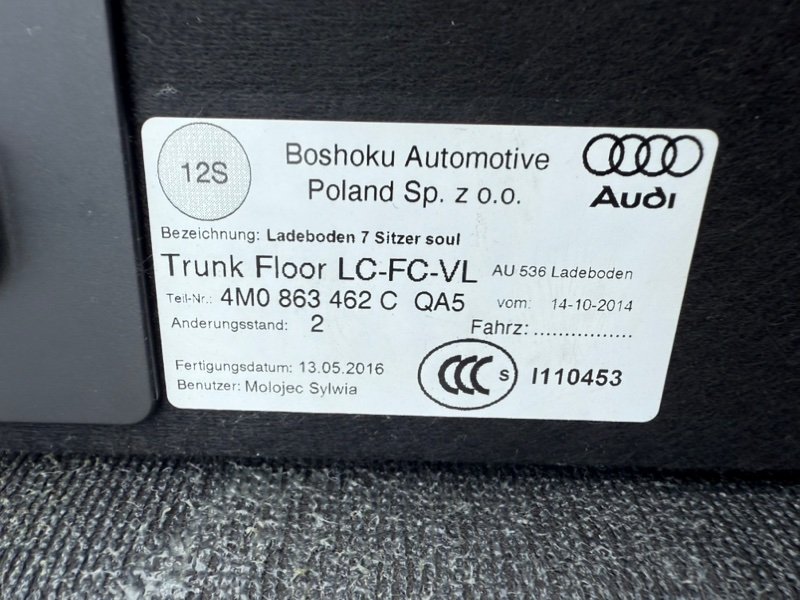 12S
Boshoku Automotive
Poland Sp. z o.o.
Audi
Bezeichnung: Ladeboden 7 Sitzer soul
Trunk Floor LC-FC-VL AU 536 Ladeboden
Teil-Nr.: 4M0 863 462 C QA5 vom: 14-10-2014
Änderungsstand: 2 Fahrz: ................
Fertigungsdatum: 13.05.2016
Benutzer: Molojec Sylwia
CCC S I110453